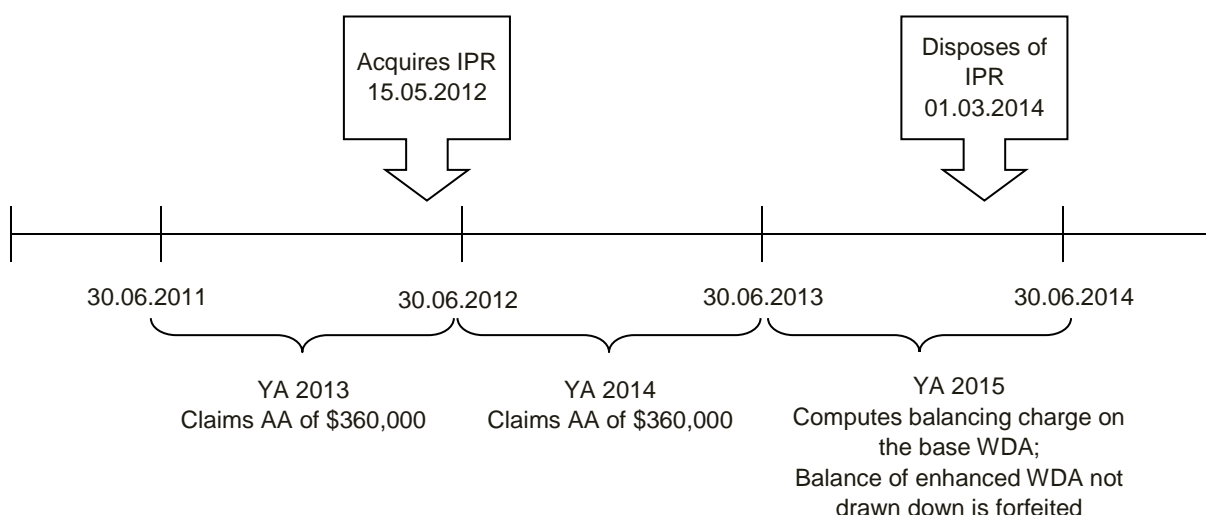 Acquires IPR
15.05.2012
Disposes of
IPR
01.03.2014
30.06.2011
30.06.2012
30.06.2013
30.06.2014
YA 2013
Claims AA of $360,000
YA 2014
Claims AA of $360,000
YA 2015
Computes balancing charge on
the base WDA;
Balance of enhanced WDA not
drawn down is forfeited